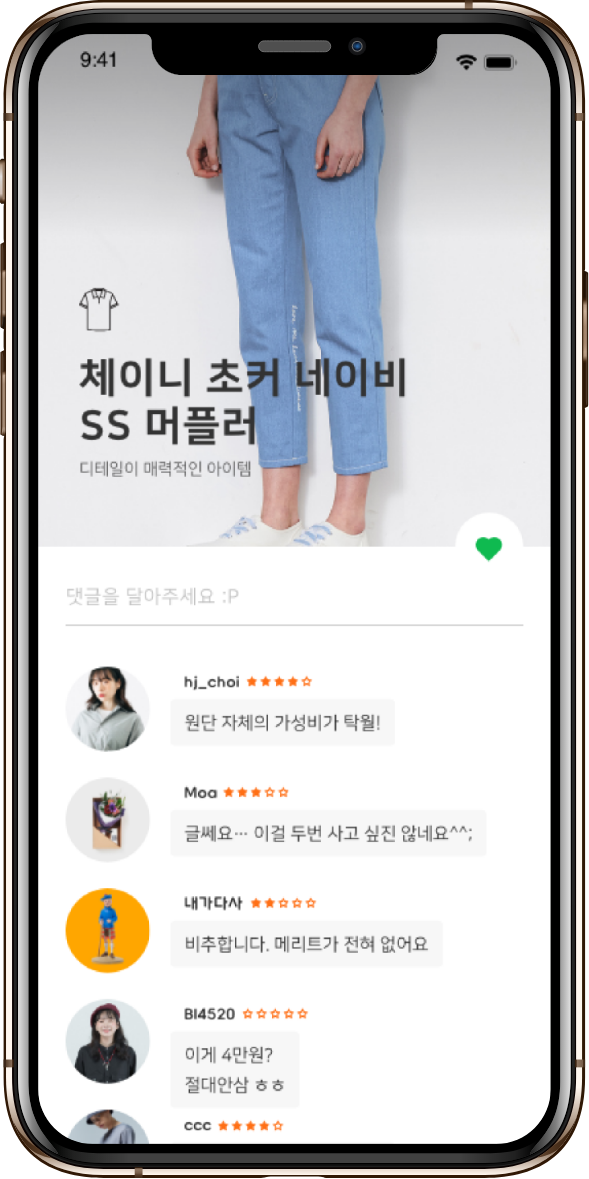 9:41
체이니 초커 네이비
SS 머플러
디테일이 매력적인 아이템
댓글을 달아주세요 :P
hj_choi ★★★★☆
원단 자체의 가성비가 탁월!
Moa ★★★☆☆
글쎄요… 이걸 두번 사고 싶진 않네요^^;
내가다사 ★★☆☆☆
비추합니다. 메리트가 전혀 없어요
BI4520 ☆☆☆☆☆
이게 4만원?
절대안삼 ㅎㅎ
ccc ★★★★☆